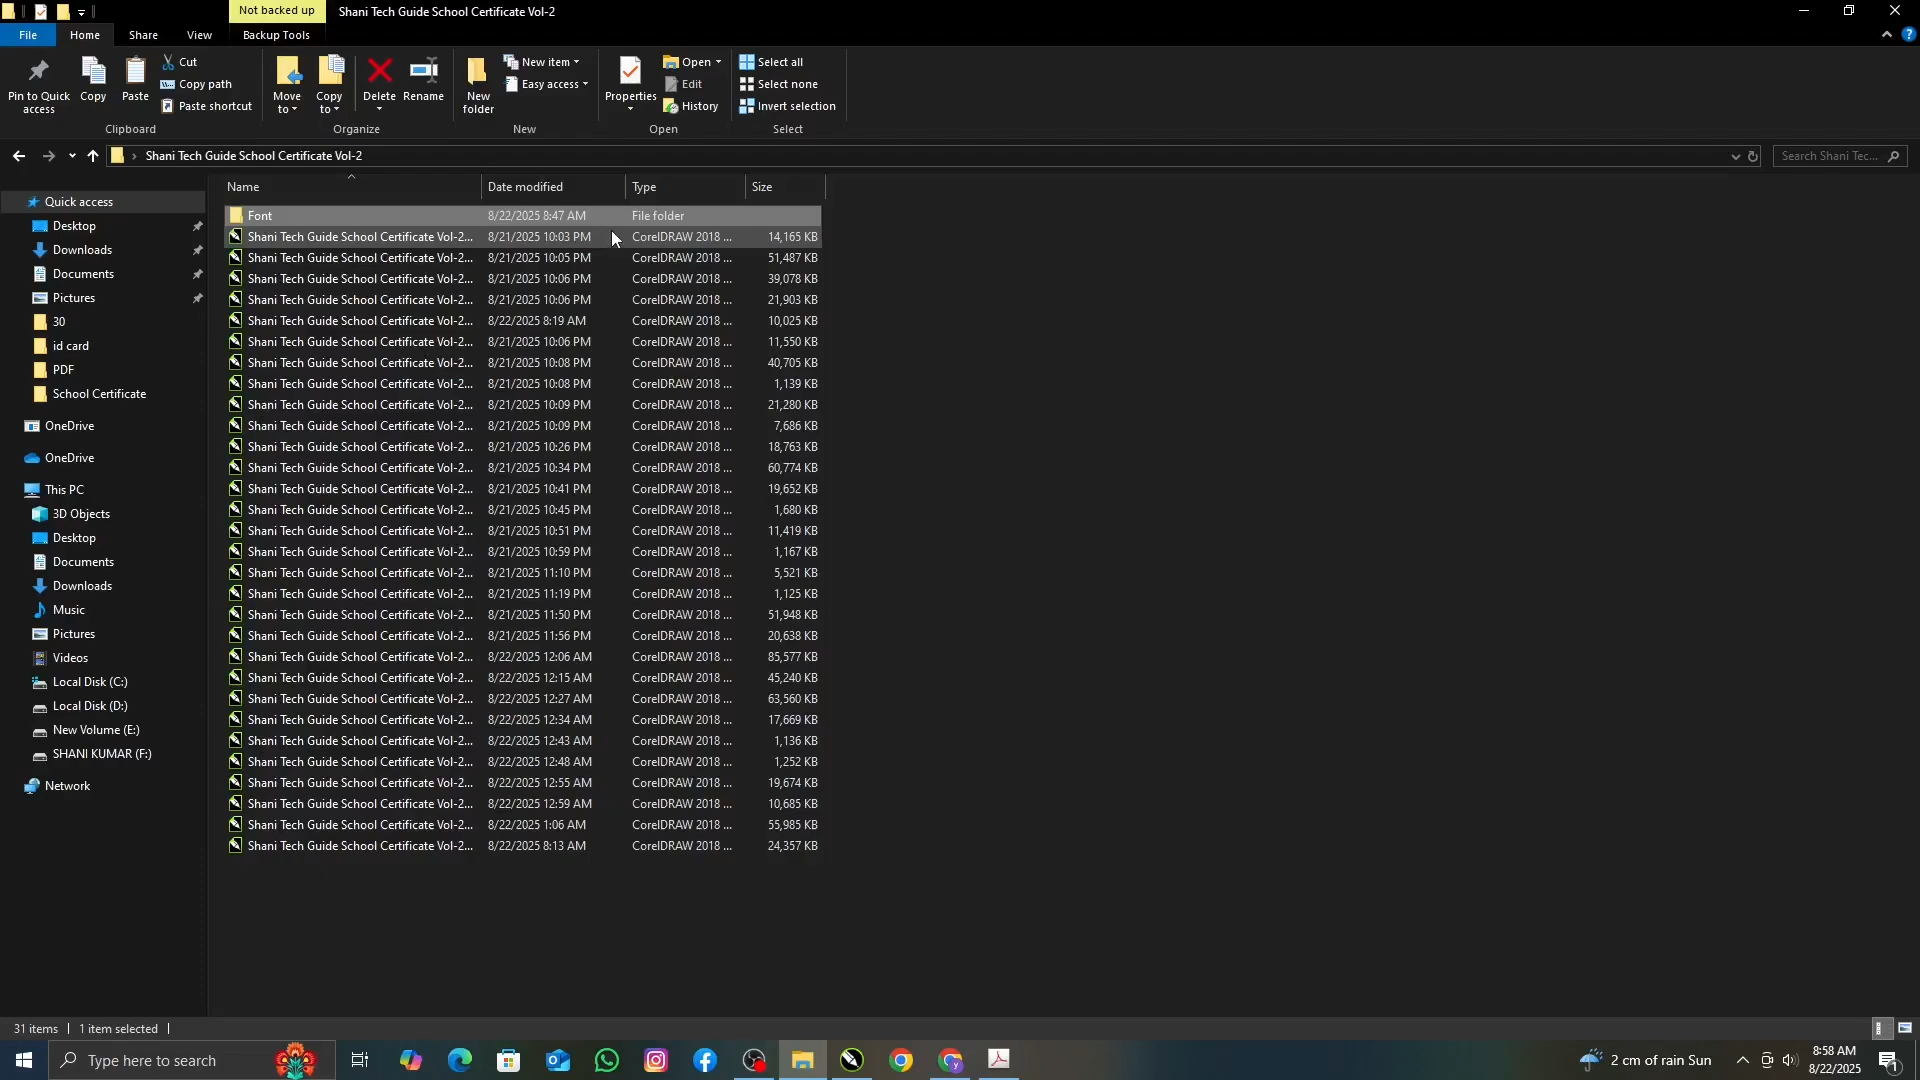 Not backed up
Shani Tech Guide School Certificate Vol-2
File
Home
Share
View
Backup Tools
Pin to Quick access
Copy
Paste
Cut
Copy path
Paste shortcut
Clipboard
Move to
Copy to
Delete
Rename
Organize
New folder
New item
Easy access
New
Properties
Open
Edit
History
Open
Select all
Select none
Invert selection
Select
Shani Tech Guide School Certificate Vol-2
Search Shani Tec...
Quick access
Desktop
Downloads
Documents
Pictures
30
id card
PDF
School Certificate
OneDrive
OneDrive
This PC
3D Objects
Desktop
Documents
Downloads
Music
Pictures
Videos
Local Disk (C:)
Local Disk (D:)
New Volume (E:)
SHANI KUMAR (F:)
Network
Name Date modified Type Size
Font 8/22/2025 8:47 AM File folder
Shani Tech Guide School Certificate Vol-2... 8/21/2025 10:03 PM CorelDRAW 2018 ... 14,165 KB
Shani Tech Guide School Certificate Vol-2... 8/21/2025 10:05 PM CorelDRAW 2018 ... 51,487 KB
Shani Tech Guide School Certificate Vol-2... 8/21/2025 10:06 PM CorelDRAW 2018 ... 39,078 KB
Shani Tech Guide School Certificate Vol-2... 8/21/2025 10:06 PM CorelDRAW 2018 ... 21,903 KB
Shani Tech Guide School Certificate Vol-2... 8/22/2025 8:19 AM CorelDRAW 2018 ... 10,025 KB
Shani Tech Guide School Certificate Vol-2... 8/21/2025 10:06 PM CorelDRAW 2018 ... 11,550 KB
Shani Tech Guide School Certificate Vol-2... 8/21/2025 10:08 PM CorelDRAW 2018 ... 40,705 KB
Shani Tech Guide School Certificate Vol-2... 8/21/2025 10:08 PM CorelDRAW 2018 ... 1,139 KB
Shani Tech Guide School Certificate Vol-2... 8/21/2025 10:09 PM CorelDRAW 2018 ... 21,280 KB
Shani Tech Guide School Certificate Vol-2... 8/21/2025 10:09 PM CorelDRAW 2018 ... 7,686 KB
Shani Tech Guide School Certificate Vol-2... 8/21/2025 10:26 PM CorelDRAW 2018 ... 18,763 KB
Shani Tech Guide School Certificate Vol-2... 8/21/2025 10:34 PM CorelDRAW 2018 ... 60,774 KB
Shani Tech Guide School Certificate Vol-2... 8/21/2025 10:41 PM CorelDRAW 2018 ... 19,652 KB
Shani Tech Guide School Certificate Vol-2... 8/21/2025 10:45 PM CorelDRAW 2018 ... 1,680 KB
Shani Tech Guide School Certificate Vol-2... 8/21/2025 10:51 PM CorelDRAW 2018 ... 11,419 KB
Shani Tech Guide School Certificate Vol-2... 8/21/2025 10:59 PM CorelDRAW 2018 ... 1,167 KB
Shani Tech Guide School Certificate Vol-2... 8/21/2025 11:10 PM CorelDRAW 2018 ... 5,521 KB
Shani Tech Guide School Certificate Vol-2... 8/21/2025 11:19 PM CorelDRAW 2018 ... 1,125 KB
Shani Tech Guide School Certificate Vol-2... 8/21/2025 11:50 PM CorelDRAW 2018 ... 51,948 KB
Shani Tech Guide School Certificate Vol-2... 8/21/2025 11:56 PM CorelDRAW 2018 ... 20,638 KB
Shani Tech Guide School Certificate Vol-2... 8/22/2025 12:06 AM CorelDRAW 2018 ... 85,577 KB
Shani Tech Guide School Certificate Vol-2... 8/22/2025 12:15 AM CorelDRAW 2018 ... 45,240 KB
Shani Tech Guide School Certificate Vol-2... 8/22/2025 12:27 AM CorelDRAW 2018 ... 63,560 KB
Shani Tech Guide School Certificate Vol-2... 8/22/2025 12:34 AM CorelDRAW 2018 ... 17,669 KB
Shani Tech Guide School Certificate Vol-2... 8/22/2025 12:43 AM CorelDRAW 2018 ... 1,136 KB
Shani Tech Guide School Certificate Vol-2... 8/22/2025 12:48 AM CorelDRAW 2018 ... 1,252 KB
Shani Tech Guide School Certificate Vol-2... 8/22/2025 12:55 AM CorelDRAW 2018 ... 19,674 KB
Shani Tech Guide School Certificate Vol-2... 8/22/2025 12:59 AM CorelDRAW 2018 ... 10,685 KB
Shani Tech Guide School Certificate Vol-2... 8/22/2025 1:06 AM CorelDRAW 2018 ... 55,985 KB
Shani Tech Guide School Certificate Vol-2... 8/22/2025 8:13 AM CorelDRAW 2018 ... 24,357 KB
31 items
1 item selected
Type here to search
2 cm of rain Sun
8:58 AM
8/22/2025
1